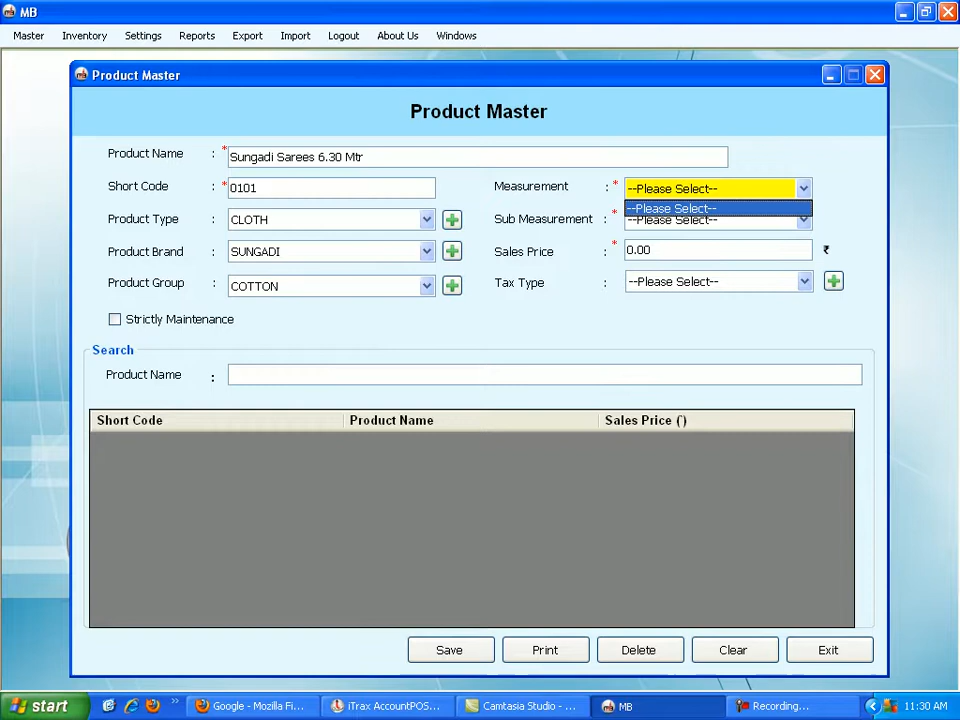 MB
Master Inventory Settings Reports Export Import Logout About Us Windows
Product Master
Product Master
Product Name : * Sungadi Sarees 6.30 Mtr
Short Code : * 0101
Measurement : * --Please Select--
--Please Select--
Product Type : CLOTH
Sub Measurement : * --Please Select--
Product Brand : SUNGADI
Sales Price : * 0.00 ₹
Product Group : COTTON
Tax Type : --Please Select--
Strictly Maintenance
Search
Product Name :
Short Code Product Name Sales Price (`)
Save Print Delete Clear Exit
start Google - Mozilla Fi... iTrax AccountPOS... Camtasia Studio - ... MB Recording... 11:30 AM